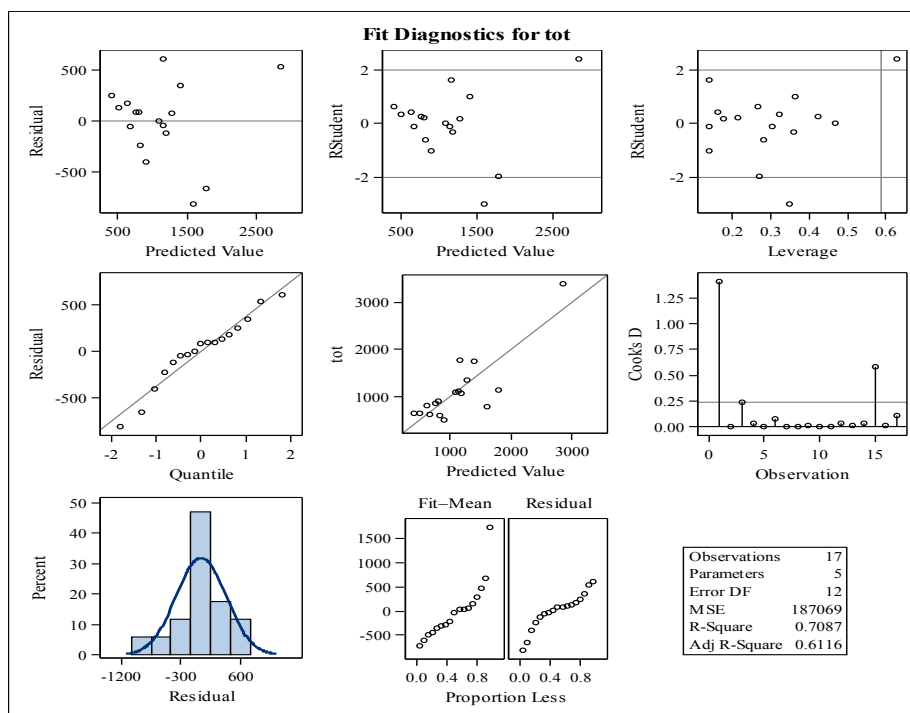 Fit Diagnostics for tot
500
0
-500
Residual
500 1500 2500
Predicted Value
2
0
-2
RStudent
500 1500 2500
Predicted Value
2
0
-2
RStudent
0.2 0.3 0.4 0.5 0.6
Leverage
500
0
-500
Residual
-2 -1 0 1 2
Quantile
3000
2000
1000
tot
1000 2000 3000
Predicted Value
1.25
1.00
0.75
0.50
0.25
0.00
Cook's D
0 5 10 15
Observation
50
40
30
20
10
0
Percent
-1200 -300 600
Residual
Fit–Mean Residual
1500
1000
500
0
-500
0.0 0.4 0.8 0.0 0.4 0.8
Proportion Less
Observations 17
Parameters 5
Error DF 12
MSE 187069
R-Square 0.7087
Adj R-Square 0.6116